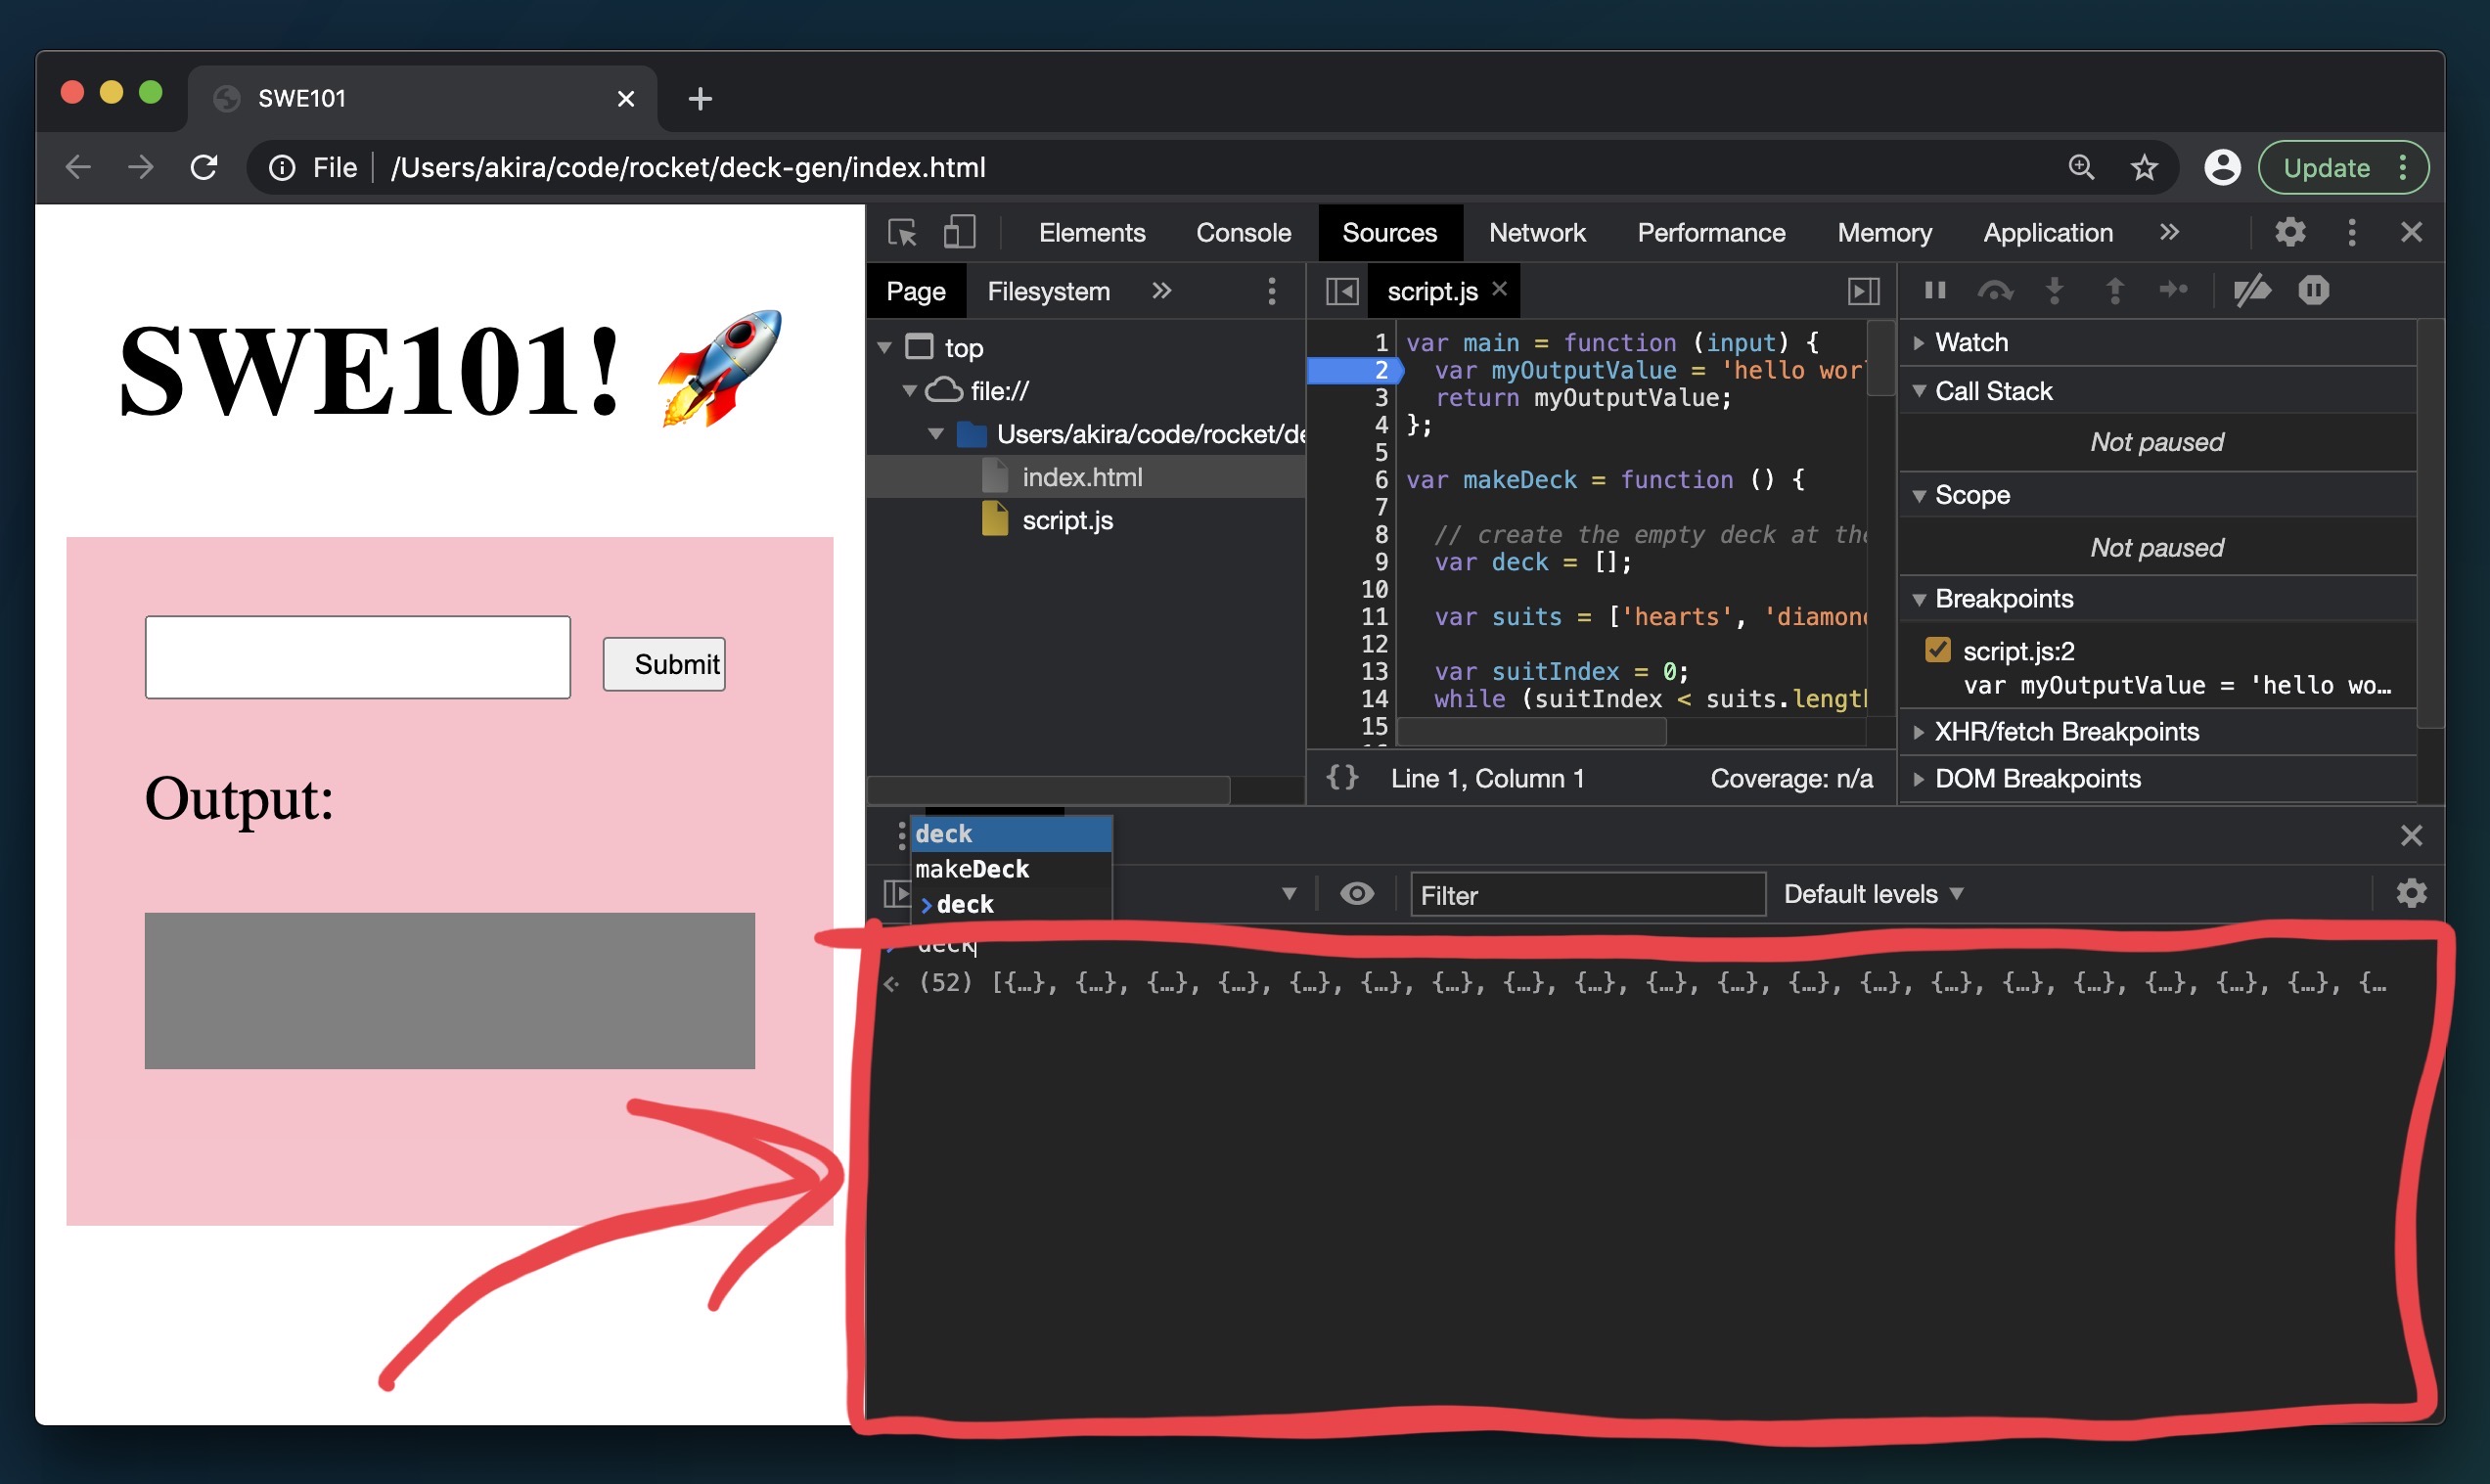 SWE101
File /Users/akira/code/rocket/deck-gen/index.html
Update
SWE101! 🚀
Submit
Output:
Elements Console Sources Network Performance Memory Application
Page Filesystem
top
file://
Users/akira/code/rocket/de
index.html
script.js
script.js
1 var main = function (input) {
2 var myOutputValue = 'hello wor
3 return myOutputValue;
4 };
5
6 var makeDeck = function () {
7
8 // create the empty deck at the
9 var deck = [];
10
11 var suits = ['hearts', 'diamon
12
13 var suitIndex = 0;
14 while (suitIndex < suits.length
15
{} Line 1, Column 1 Coverage: n/a
Watch
Call Stack
Not paused
Scope
Not paused
Breakpoints
script.js:2
var myOutputValue = 'hello wo…
XHR/fetch Breakpoints
DOM Breakpoints
deck
makeDeck
> deck
Filter Default levels
deck
(52) [{…}, {…}, {…}, {…}, {…}, {…}, {…}, {…}, {…}, {…}, {…}, {…}, {…}, {…}, {…}, {…}, {…}, {…}, {…}, {…